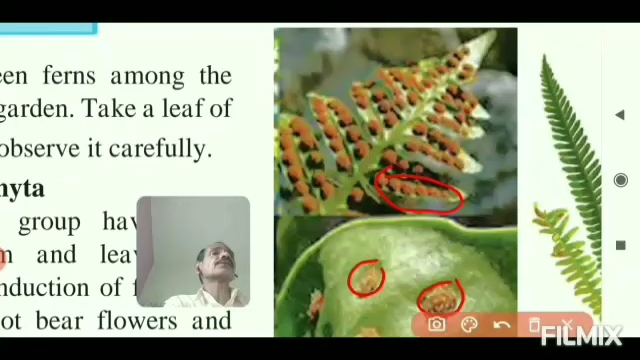 een ferns among the
garden. Take a leaf of
observe it carefully.
hyta
group hav
m and leav
nduction of f
ot bear flowers and
FILMIX